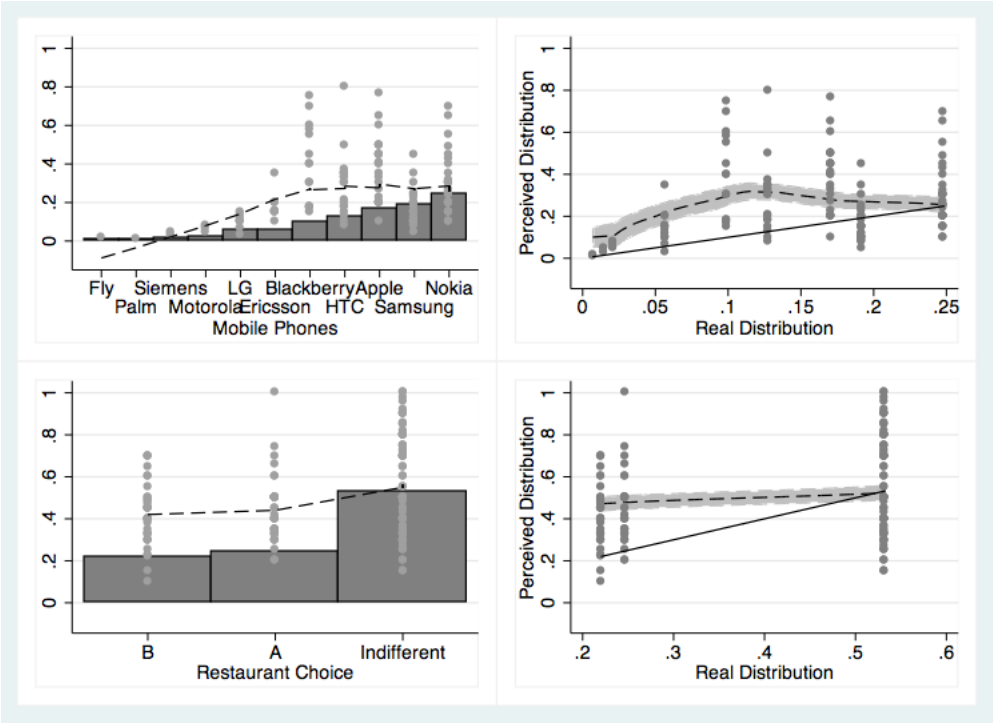 1
.8
.6
.4
.2
0
Fly Siemens LG Blackberry Apple Nokia
Palm Motorola Ericsson HTC Samsung
Mobile Phones
Perceived Distribution
1
.8
.6
.4
.2
0
0 .05 .1 .15 .2 .25
Real Distribution
1
.8
.6
.4
.2
0
B A Indifferent
Restaurant Choice
Perceived Distribution
1
.8
.6
.4
.2
0
.2 .3 .4 .5 .6
Real Distribution